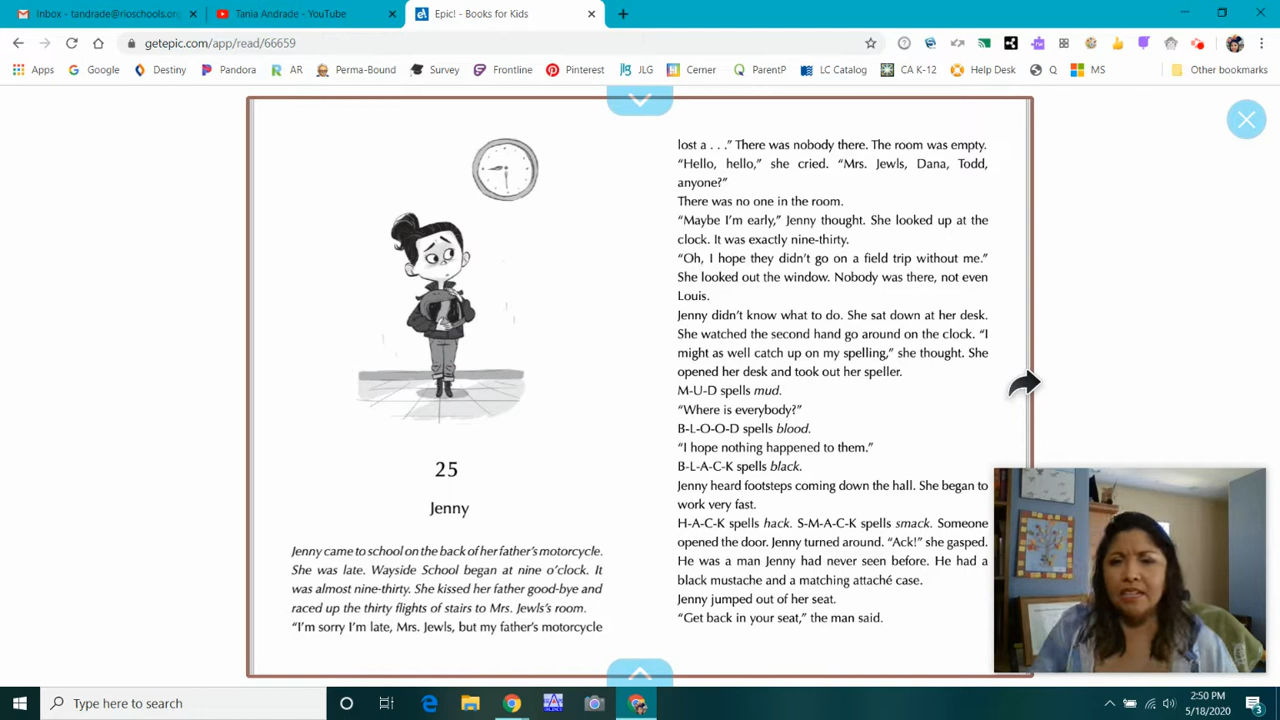 Inbox - tandrade@rioschools.org
Tania Andrade - YouTube
Epic! - Books for Kids
getepic.com/app/read/66659
Apps Google Destiny Pandora AR Perma-Bound Survey Frontline Pinterest JLG Cerner ParentP LC Catalog CA K-12 Help Desk Q MS Other bookmarks
25
Jenny
Jenny came to school on the back of her father's motorcycle.
She was late. Wayside School began at nine o'clock. It
was almost nine-thirty. She kissed her father good-bye and
raced up the thirty flights of stairs to Mrs. Jewls's room.
"I'm sorry I'm late, Mrs. Jewls, but my father's motorcycle
lost a . . ." There was nobody there. The room was empty.
"Hello, hello," she cried. "Mrs. Jewls, Dana, Todd,
anyone?"
There was no one in the room.
"Maybe I'm early," Jenny thought. She looked up at the
clock. It was exactly nine-thirty.
"Oh, I hope they didn't go on a field trip without me."
She looked out the window. Nobody was there, not even
Louis.
Jenny didn't know what to do. She sat down at her desk.
She watched the second hand go around on the clock. "I
might as well catch up on my spelling," she thought. She
opened her desk and took out her speller.
M-U-D spells mud.
"Where is everybody?"
B-L-O-O-D spells blood.
"I hope nothing happened to them."
B-L-A-C-K spells black.
Jenny heard footsteps coming down the hall. She began to
work very fast.
H-A-C-K spells hack. S-M-A-C-K spells smack. Someone
opened the door. Jenny turned around. "Ack!" she gasped.
He was a man Jenny had never seen before. He had a
black mustache and a matching attaché case.
Jenny jumped out of her seat.
"Get back in your seat," the man said.
Type here to search
2:50 PM
5/18/2020
3